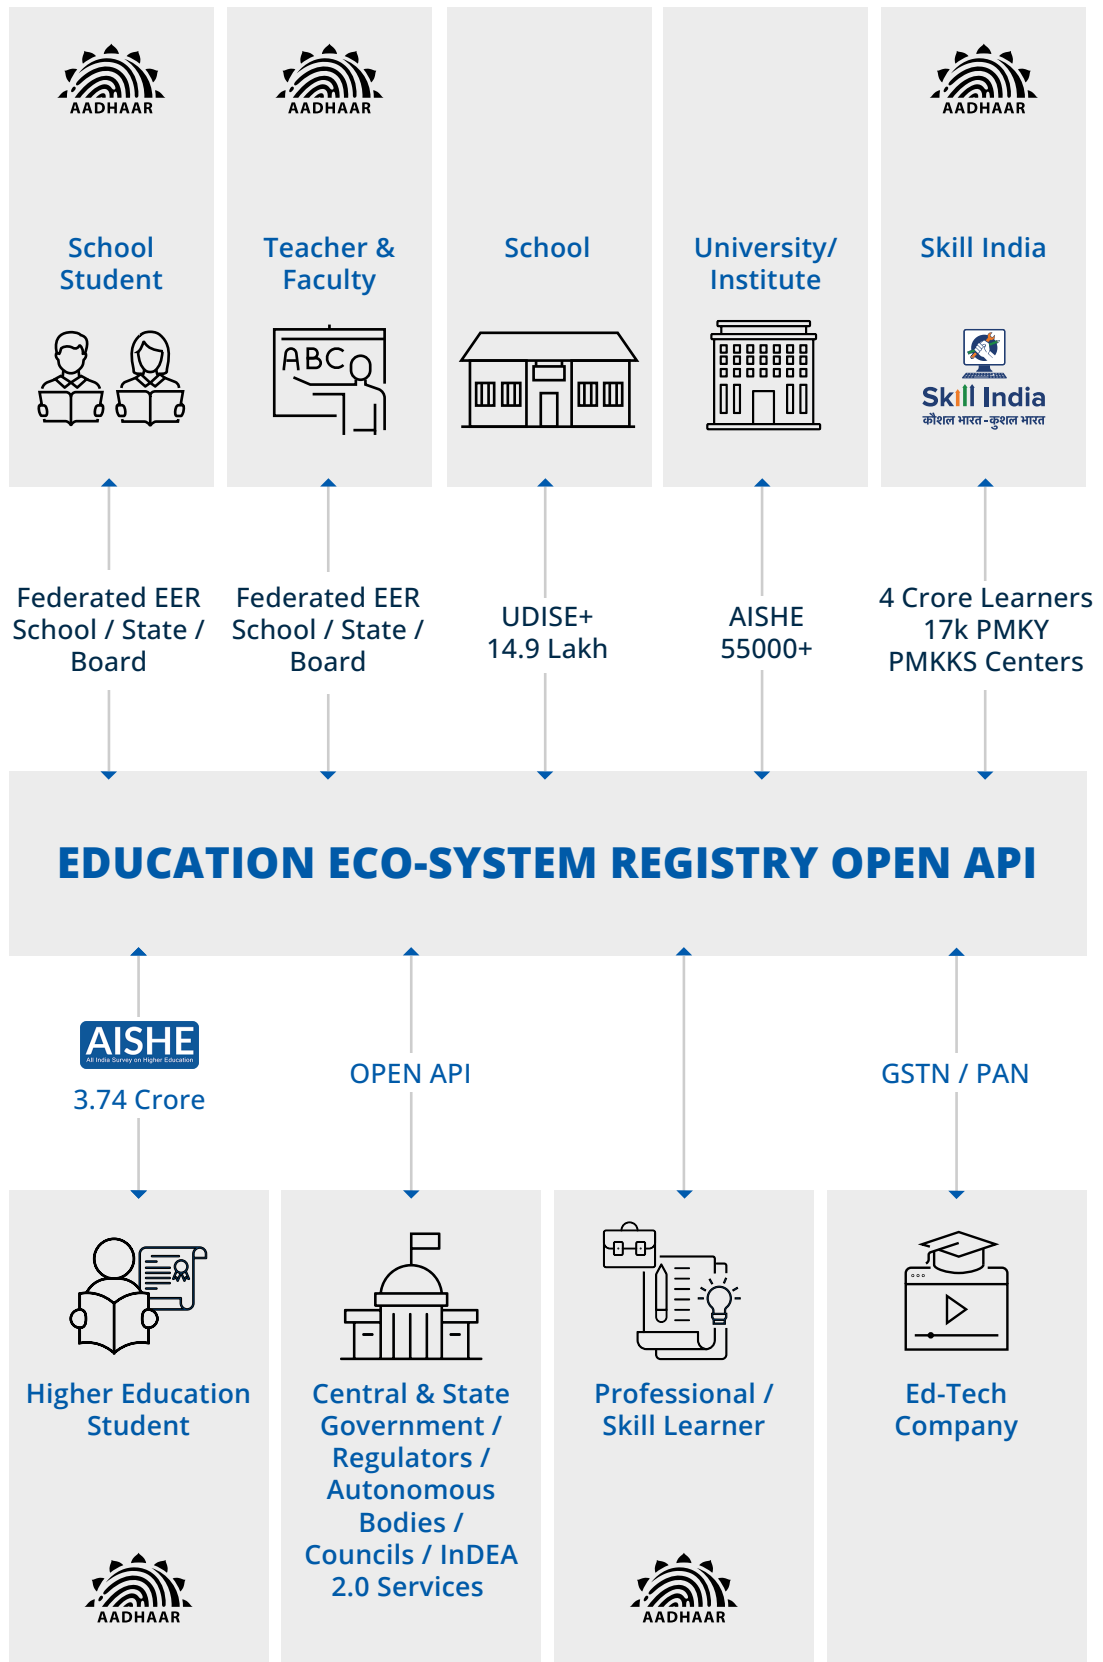 AADHAAR
School
Student
AADHAAR
Teacher &
Faculty
ABC
School
University/
Institute
AADHAAR
Skill India
Skill India
कौशल भारत-कुशल भारत
Federated EER
School / State /
Board
Federated EER
School / State /
Board
UDISE+
14.9 Lakh
AISHE
55000+
4 Crore Learners
17k PMKY
PMKKS Centers
EDUCATION ECO-SYSTEM REGISTRY OPEN API
AISHE
All India Survey on Higher Education
3.74 Crore
OPEN API
GSTN / PAN
Higher Education
Student
AADHAAR
Central & State
Government /
Regulators /
Autonomous
Bodies /
Councils / InDEA
2.0 Services
Professional /
Skill Learner
AADHAAR
Ed-Tech
Company